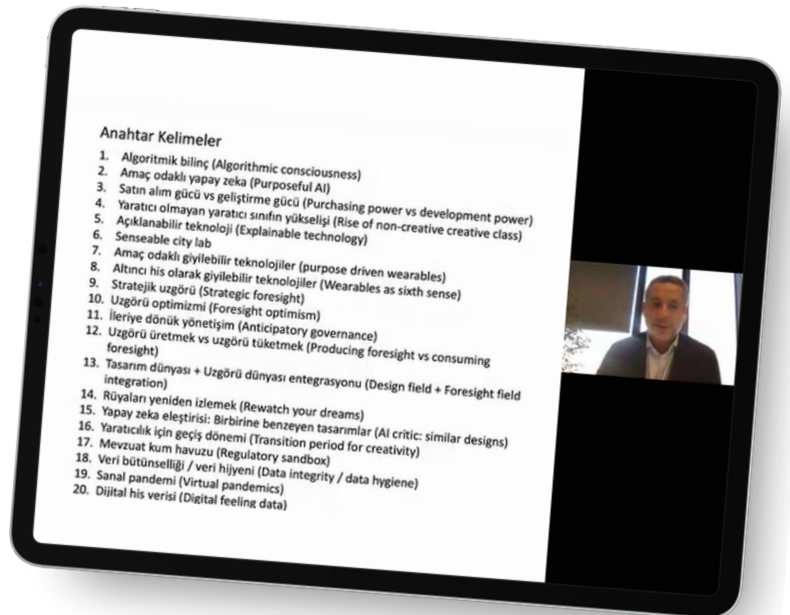 Anahtar Kelimeler
1. Algoritmik bilinç (Algorithmic consciousness)
2. Amaç odaklı yapay zeka (Purposeful AI)
3. Satın alım gücü vs geliştirme gücü (Purchasing power vs development power)
4. Yaratıcı olmayan yaratıcı sınıfın yükselişi (Rise of non-creative creative class)
5. Açıklanabilir teknoloji (Explainable technology)
6. Senseable city lab
7. Amaç odaklı giyilebilir teknolojiler (purpose driven wearables)
8. Altıncı his olarak giyilebilir teknolojiler (Wearables as sixth sense)
9. Stratejik uzgörü (Strategic foresight)
10. Uzgörü optimizmi (Foresight optimism)
11. İleriye dönük yönetişim (Anticipatory governance)
12. Uzgörü üretmek vs uzgörü tüketmek (Producing foresight vs consuming
foresight)
13. Tasarım dünyası + Uzgörü dünyası entegrasyonu (Design field + Foresight field
integration)
14. Rüyaları yeniden izlemek (Rewatch your dreams)
15. Yapay zeka eleştirisi: Birbirine benzeyen tasarımlar (AI critic: similar designs)
16. Yaratıcılık için geçiş dönemi (Transition period for creativity)
17. Mevzuat kum havuzu (Regulatory sandbox)
18. Veri bütünselliği / veri hijyeni (Data integrity / data hygiene)
19. Sanal pandemi (Virtual pandemics)
20. Dijital his verisi (Digital feeling data)